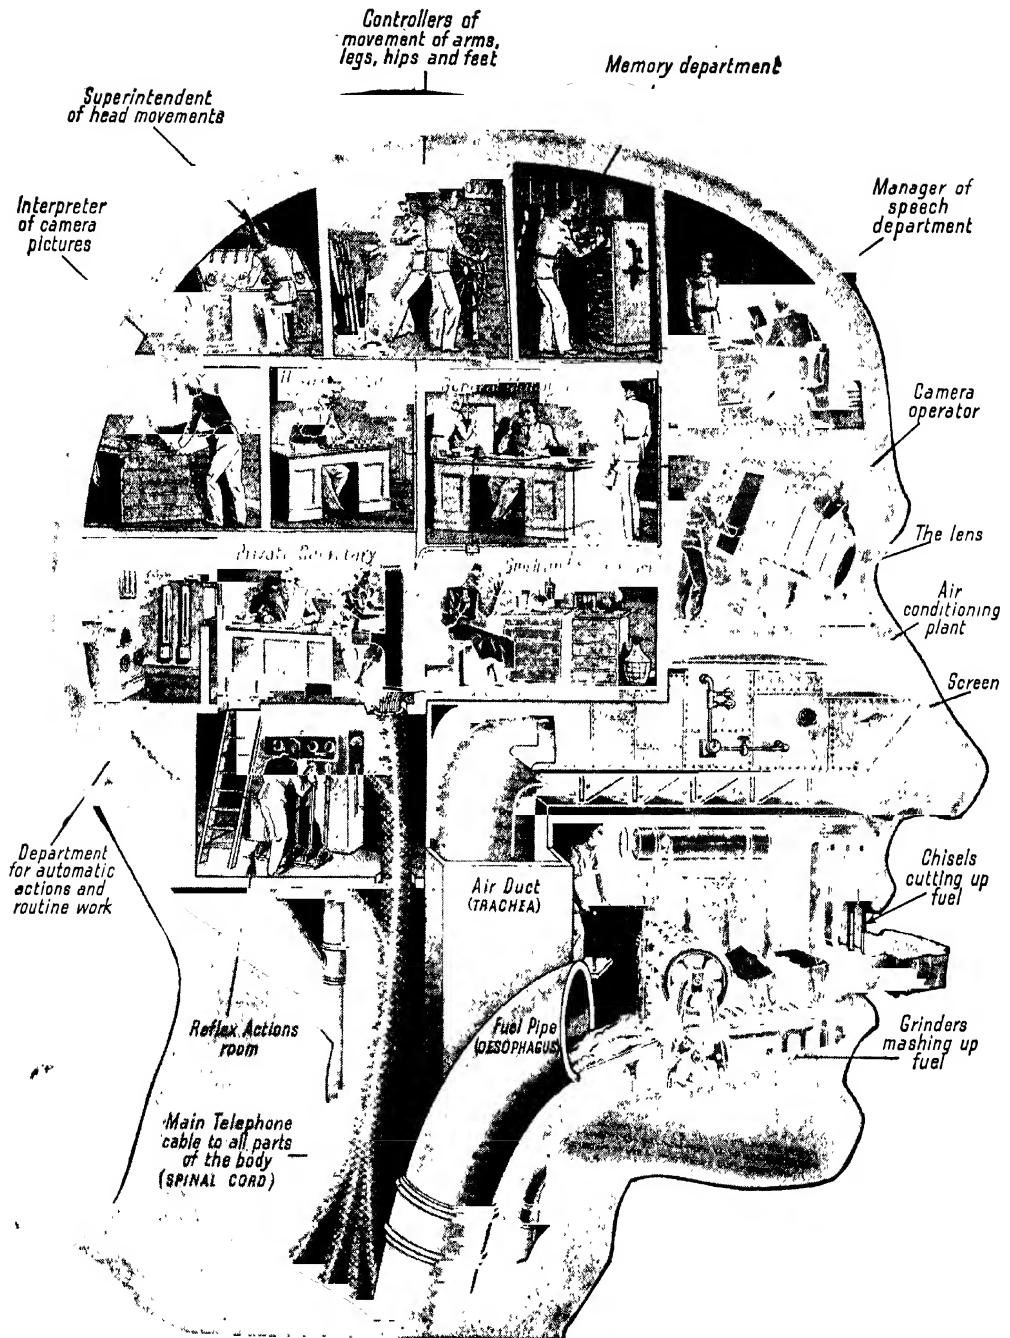 Controllers of
movement of arms,
legs, hips and feet
Memory department
Superintendent
of head movements
Interpreter
of camera
pictures
Manager of
speech
department
Camera
operator
The lens
Private Secretary
Air
conditioning
plant
Screen
Department
for automatic
actions and
routine work
Chisels
cutting up
fuel
Air Duct
(TRACHEA)
Reflex Actions
room
Fuel Pipe
(OESOPHAGUS)
Grinders
mashing up
fuel
Main Telephone
cable to all parts
of the body
(SPINAL CORD)